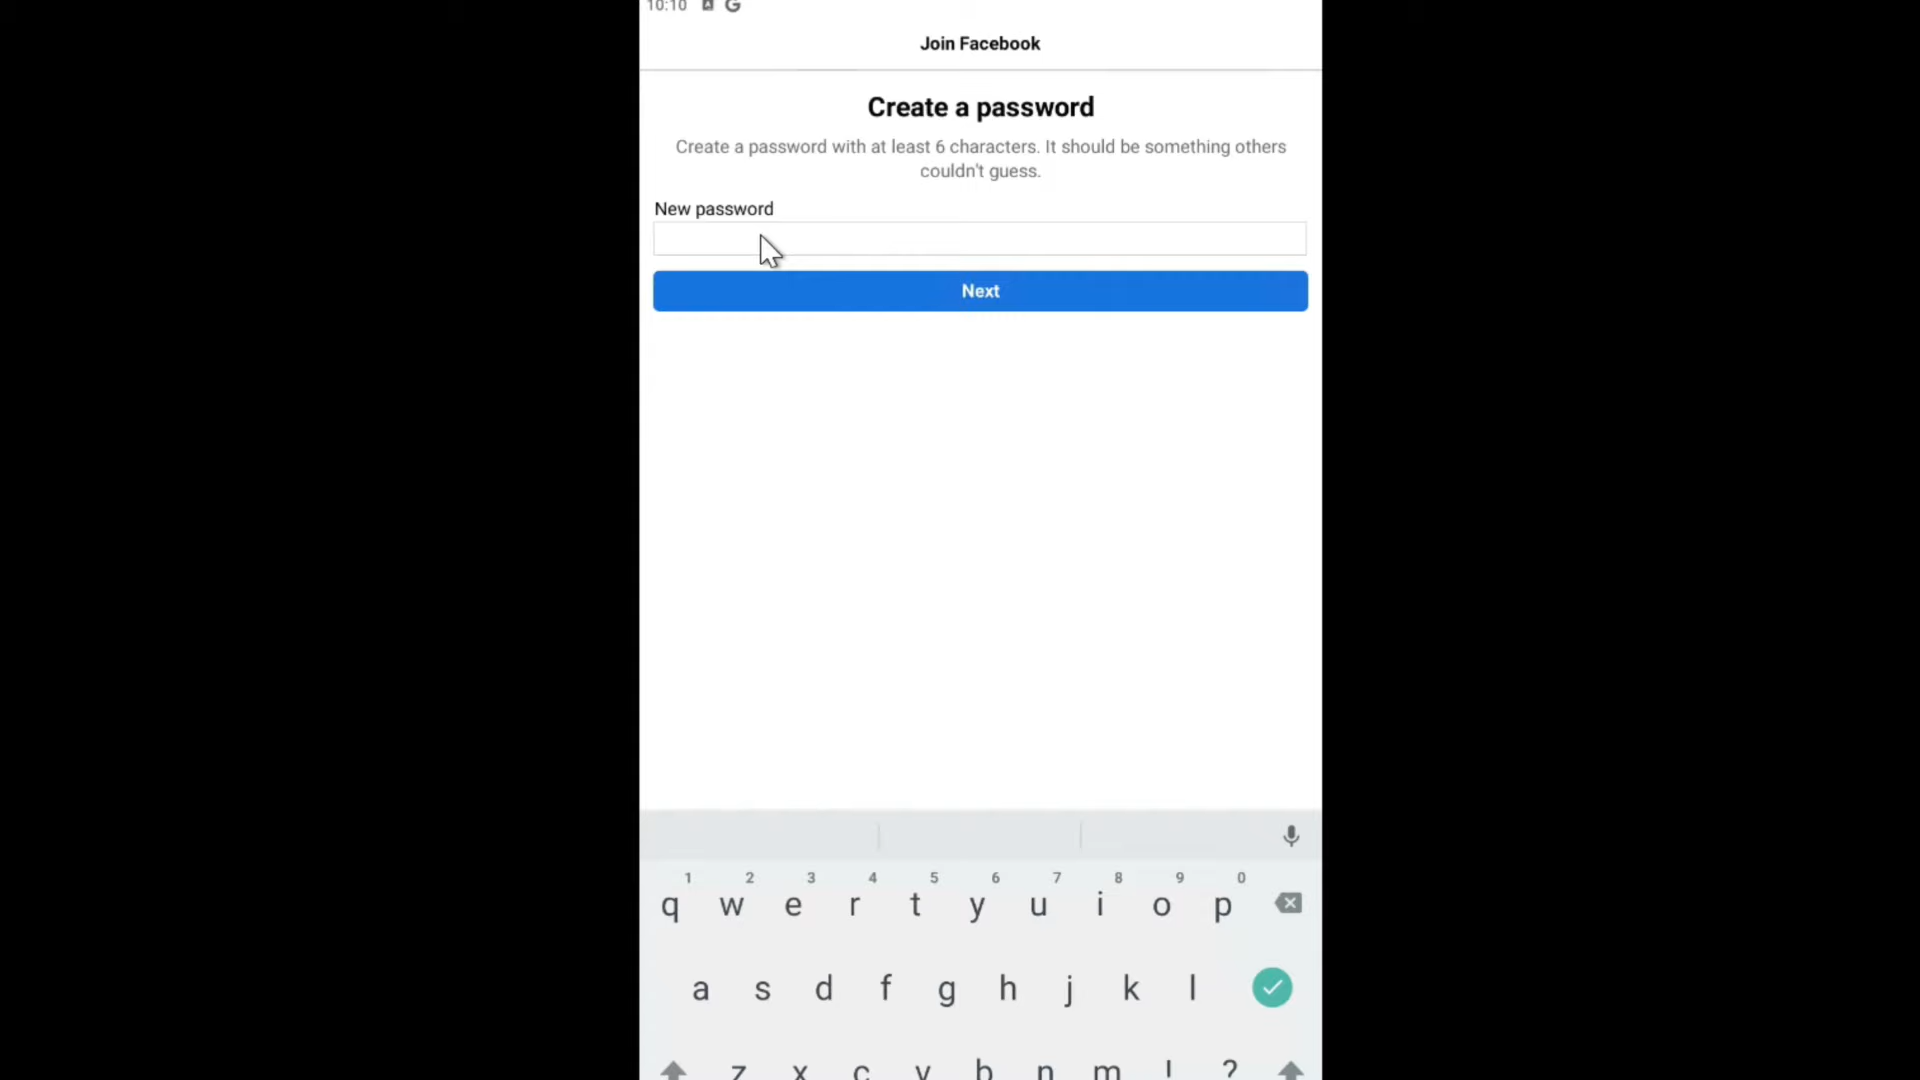 10:10
Join Facebook
Create a password
Create a password with at least 6 characters. It should be something others
couldn't guess.
New password
Next
1 2 3 4 5 6 7 8 9 0
q w e r t y u i o p
a s d f g h j k l
z x c v b n m ! ?